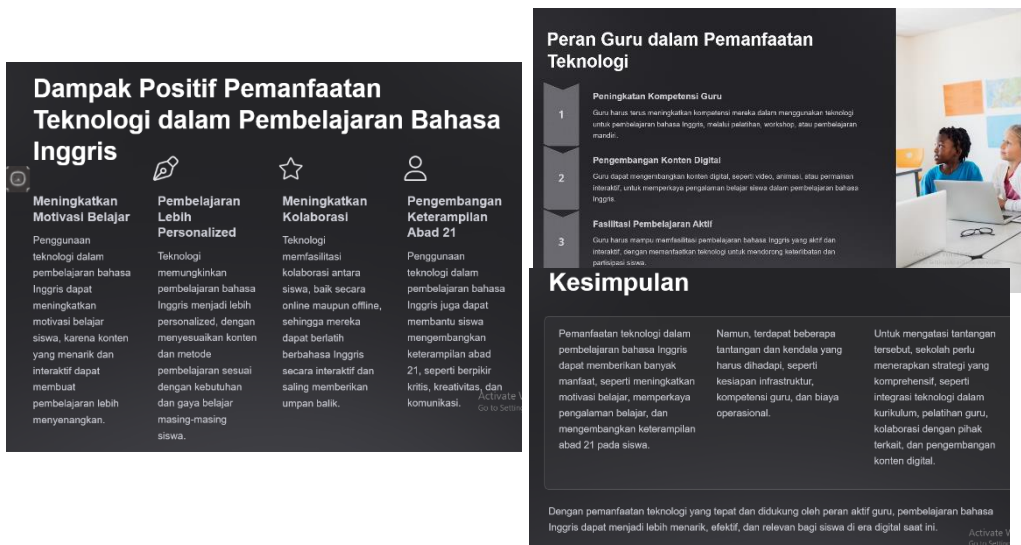 Dampak Positif Pemanfaatan
Teknologi dalam Pembelajaran Bahasa
Inggris
Meningkatkan
Motivasi Belajar
Penggunaan
teknologi dalam
pembelajaran bahasa
Inggris dapat
meningkatkan
motivasi belajar
siswa, karena konten
yang menarik dan
interaktif dapat
membuat
pembelajaran lebih
menyenangkan.
Pembelajaran
Lebih
Personalized
Teknologi
memungkinkan
pembelajaran bahasa
Inggris menjadi lebih
personalized, dengan
menyesuaikan konten
dan metode
pembelajaran sesuai
dengan kebutuhan
dan gaya belajar
masing-masing
siswa.
Meningkatkan
Kolaborasi
Teknologi
memfasilitasi
kolaborasi antara
siswa, baik secara
online maupun offline,
sehingga mereka
dapat berlatih
berbahasa Inggris
secara interaktif dan
saling memberikan
umpan balik.
Pengembangan
Keterampilan
Abad 21
Penggunaan
teknologi dalam
pembelajaran bahasa
Inggris juga dapat
membantu siswa
mengembangkan
keterampilan abad
21, seperti berpikir
kritis, kreativitas, dan
komunikasi.
Activate W
Go to Settin
Peran Guru dalam Pemanfaatan
Teknologi
1
Peningkatan Kompetensi Guru
Guru harus terus meningkatkan kompetensi mereka dalam menggunakan teknologi
untuk pembelajaran bahasa Inggris, melalui pelatihan, workshop, atau pembelajaran
mandiri.
2
Pengembangan Konten Digital
Guru dapat mengembangkan konten digital, seperti video, animasi, atau permainan
interaktif, untuk memperkaya pengalaman belajar siswa dalam pembelajaran bahasa
Inggris.
3
Fasilitasi Pembelajaran Aktif
Guru harus mampu memfasilitasi pembelajaran bahasa Inggris yang aktif dan
interaktif, dengan memanfaatkan teknologi untuk mendorong keterlibatan dan
partisipasi siswa.
Kesimpulan
Pemanfaatan teknologi dalam
pembelajaran bahasa Inggris
dapat memberikan banyak
manfaat, seperti meningkatkan
motivasi belajar, memperkaya
pengalaman belajar, dan
mengembangkan keterampilan
abad 21 pada siswa.
Namun, terdapat beberapa
tantangan dan kendala yang
harus dihadapi, seperti
kesiapan infrastruktur,
kompetensi guru, dan biaya
operasional.
Untuk mengatasi tantangan
tersebut, sekolah perlu
menerapkan strategi yang
komprehensif, seperti
integrasi teknologi dalam
kurikulum, pelatihan guru,
kolaborasi dengan pihak
terkait, dan pengembangan
konten digital.
Dengan pemanfaatan teknologi yang tepat dan didukung oleh peran aktif guru, pembelajaran bahasa
Inggris dapat menjadi lebih menarik, efektif, dan relevan bagi siswa di era digital saat ini.
Activate W
Go to Settin